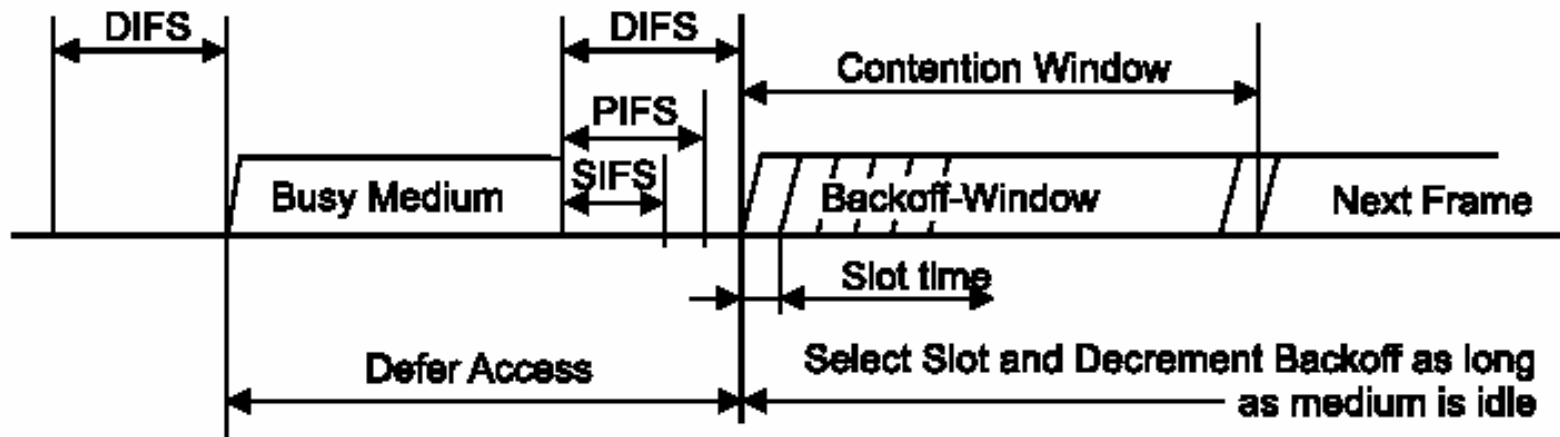 DIFS
DIFS
Contention Window
PIFS
SIFS
Busy Medium
Backoff-Window
Next Frame
Slot time
Defer Access
Select Slot and Decrement Backoff as long
as medium is idle